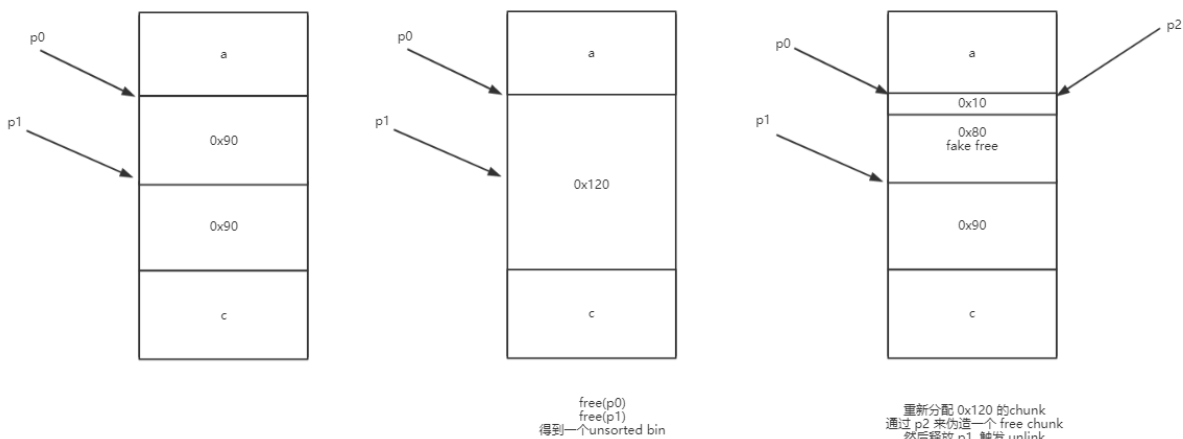 p0
a
p1
0x90
0x90
c
p0
a
p1
0x120
c
free(p0)
free(p1)
得到一个unsorted bin
p2
p0
a
0x10
p1
0x80
fake free
0x90
c
重新分配 0x120 的chunk
通过 p2 来伪造一个 free chunk
然后释放 p1, 触发 unlink